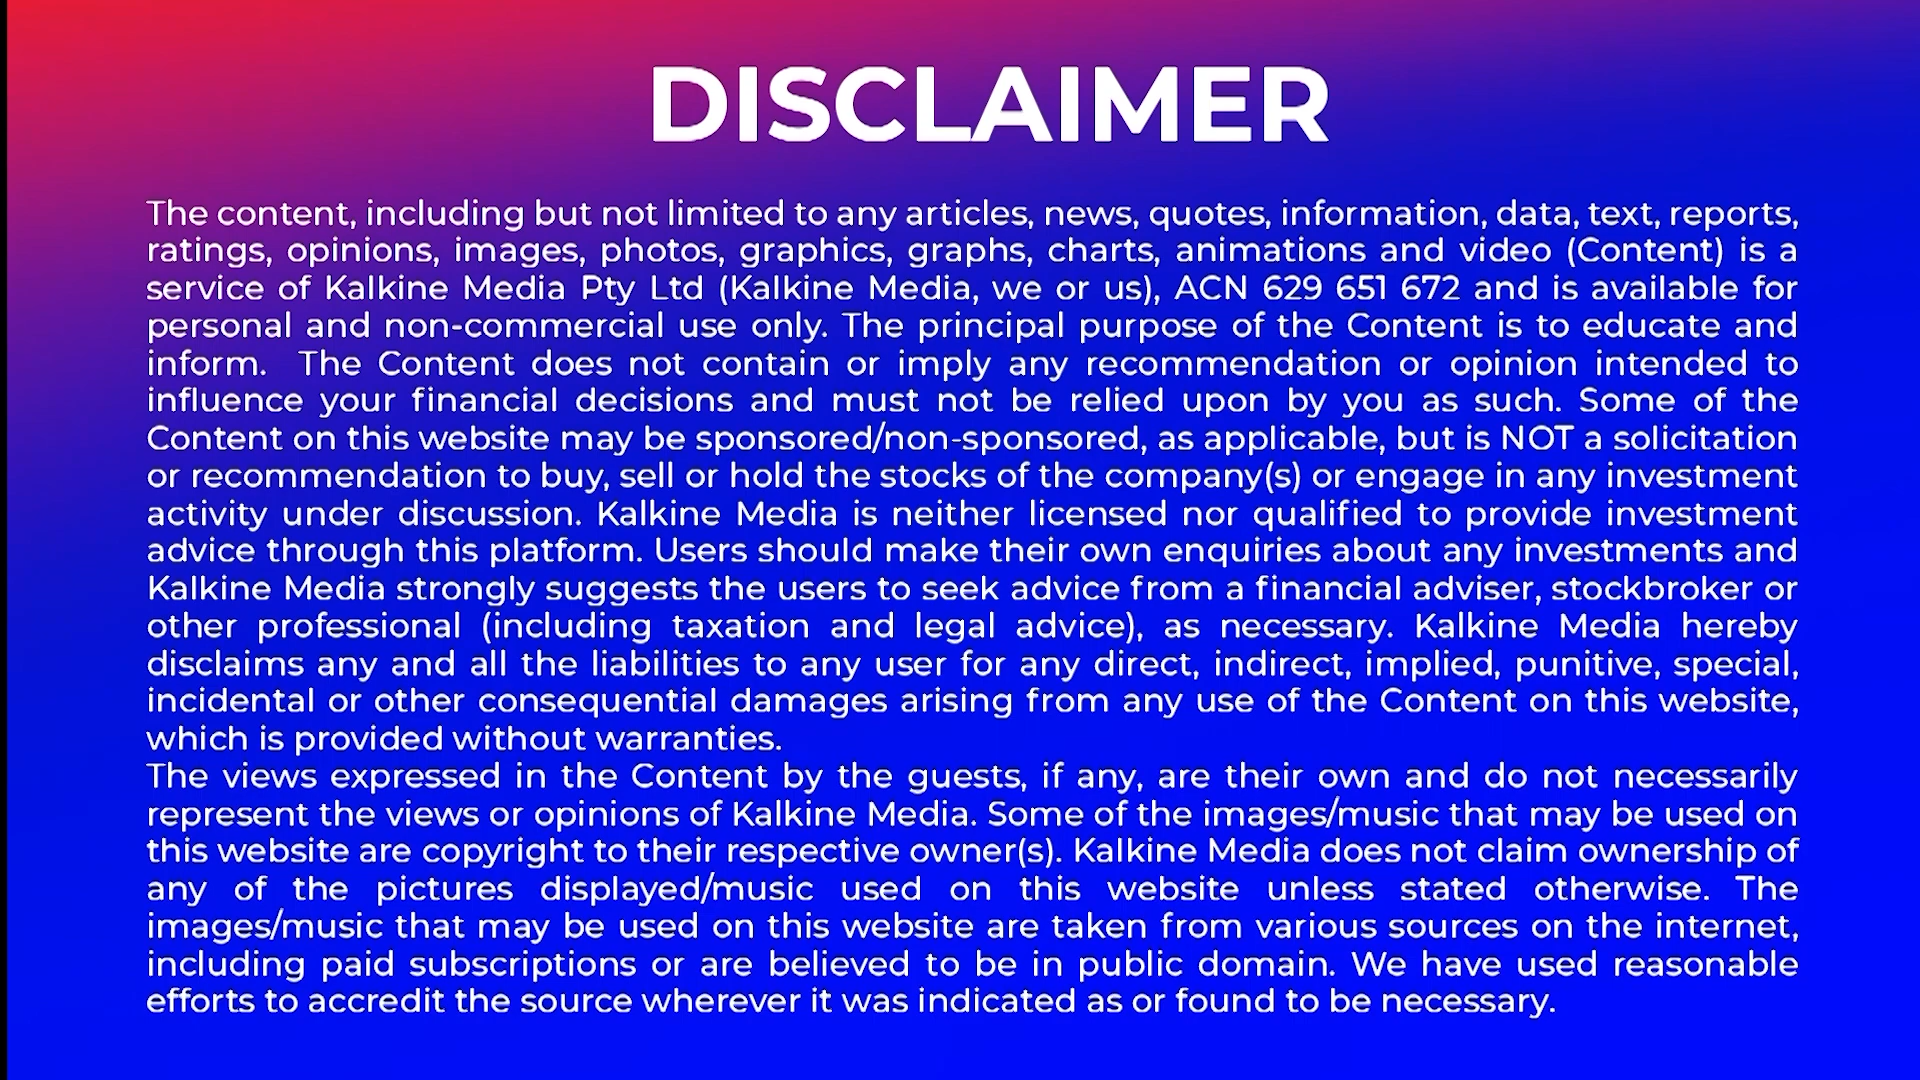 DISCLAIMER
The content, including but not limited to any articles, news, quotes, information, data, text, reports,
ratings, opinions, images, photos, graphics, graphs, charts, animations and video (Content) is a
service of Kalkine Media Pty Ltd (Kalkine Media, we or us), ACN 629 651 672 and is available for
personal and non-commercial use only. The principal purpose of the Content is to educate and
inform.  The Content does not contain or imply any recommendation or opinion intended to
influence your financial decisions and must not be relied upon by you as such. Some of the
Content on this website may be sponsored/non-sponsored, as applicable, but is NOT a solicitation
or recommendation to buy, sell or hold the stocks of the company(s) or engage in any investment
activity under discussion. Kalkine Media is neither licensed nor qualified to provide investment
advice through this platform. Users should make their own enquiries about any investments and
Kalkine Media strongly suggests the users to seek advice from a financial adviser, stockbroker or
other professional (including taxation and legal advice), as necessary. Kalkine Media hereby
disclaims any and all the liabilities to any user for any direct, indirect, implied, punitive, special,
incidental or other consequential damages arising from any use of the Content on this website,
which is provided without warranties.
The views expressed in the Content by the guests, if any, are their own and do not necessarily
represent the views or opinions of Kalkine Media. Some of the images/music that may be used on
this website are copyright to their respective owner(s). Kalkine Media does not claim ownership of
any of the pictures displayed/music used on this website unless stated otherwise. The
images/music that may be used on this website are taken from various sources on the internet,
including paid subscriptions or are believed to be in public domain. We have used reasonable
efforts to accredit the source wherever it was indicated as or found to be necessary.